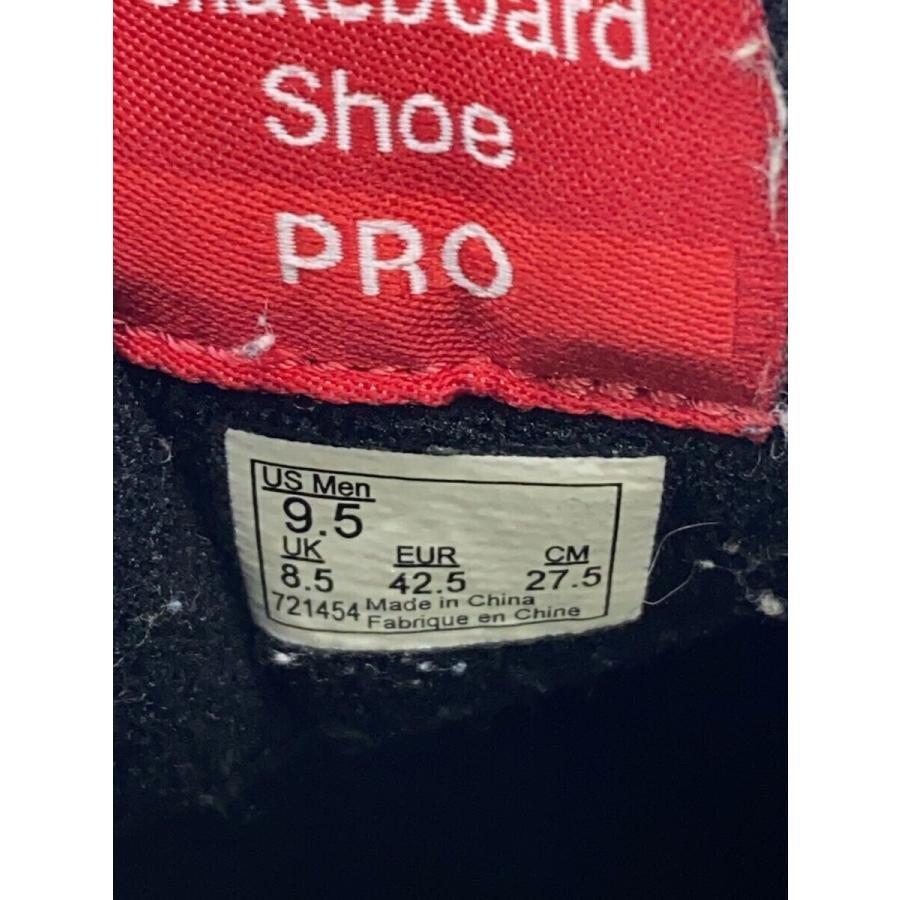 Skateboard
Shoe
PRO
US Men
9.5
UK EUR CM
8.5 42.5 27.5
721454 Made in China
Fabrique en Chine